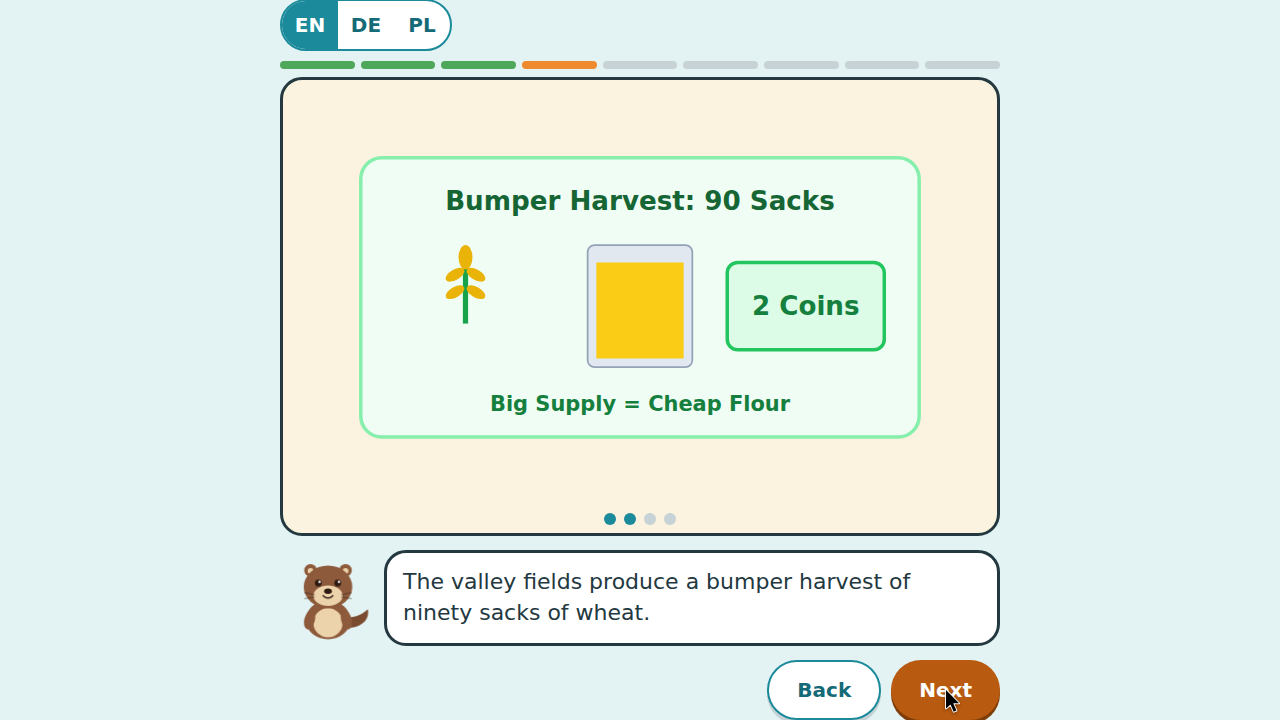 EN DE PL
Bumper Harvest: 90 Sacks
2 Coins
Big Supply = Cheap Flour
The valley fields produce a bumper harvest of
ninety sacks of wheat.
Back Next